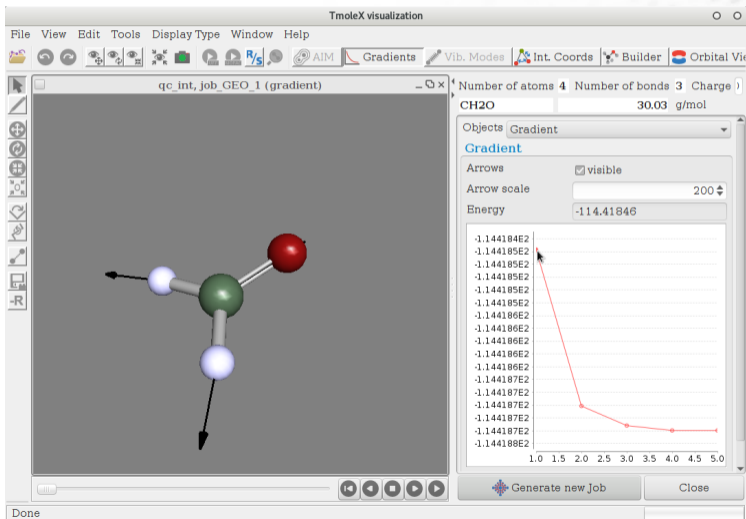 TmoleX visualization
File View Edit Tools Display Type Window Help
R/S AIM Gradients Vib. Modes Int. Coords Builder Orbital Vie
qc_int, job_GEO_1 (gradient)
Number of atoms 4 Number of bonds 3 Charge
CH2O 30.03 g/mol
Objects Gradient
Gradient
Arrows visible
Arrow scale 200
Energy -114.41846
-1.144184E2
-1.144185E2
-1.144185E2
-1.144185E2
-1.144185E2
-1.144185E2
-1.144186E2
-1.144186E2
-1.144186E2
-1.144186E2
-1.144186E2
-1.144187E2
-1.144187E2
-1.144187E2
-1.144187E2
-1.144187E2
-1.144188E2
1.0 1.5 2.0 2.5 3.0 3.5 4.0 4.5 5.0
-R
Generate new Job Close
Done